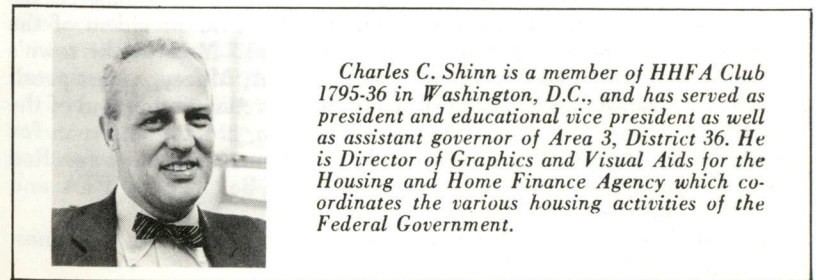 Charles C. Shinn is a member of HHFA Club
1795-36 in Washington, D.C., and has served as
president and educational vice president as well
as assistant governor of Area 3, District 36. He
is Director of Graphics and Visual Aids for the
Housing and Home Finance Agency which co-
ordinates the various housing activities of the
Federal Government.